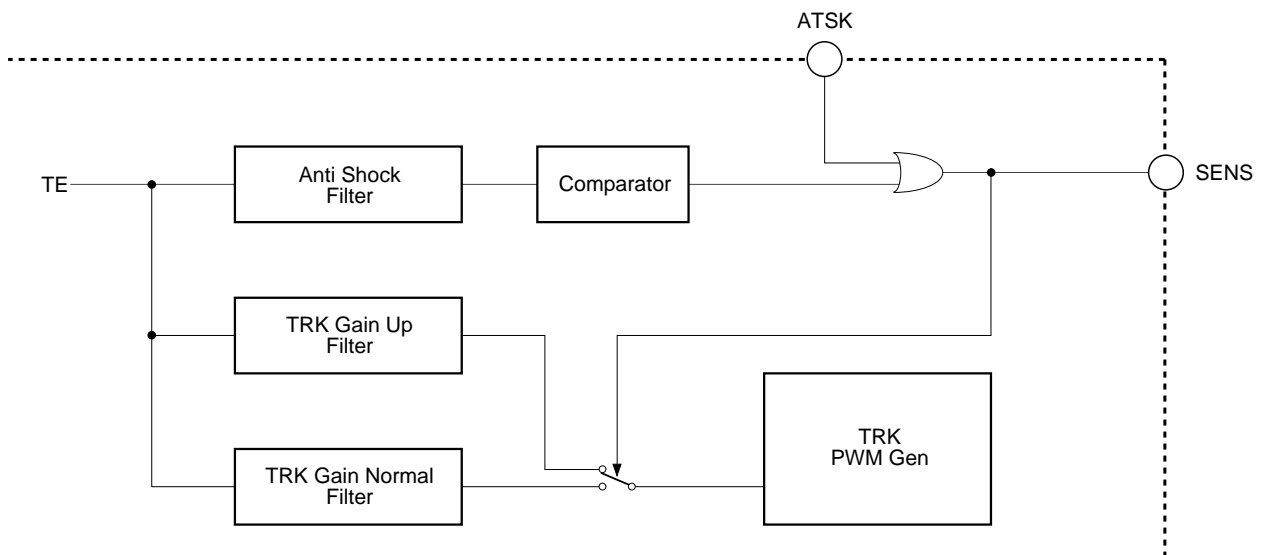 ATSK
TE
Anti Shock
Filter
Comparator
SENS
TRK Gain Up
Filter
TRK Gain Normal
Filter
TRK
PWM Gen